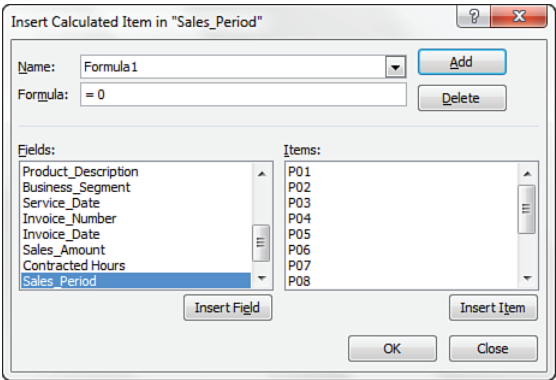 Insert Calculated Item in "Sales_Period"
Name: Formula1 Add
Formula: = 0 Delete
Fields: Items:
Product_Description P01
Business_Segment P02
Service_Date P03
Invoice_Number P04
Invoice_Date P05
Sales_Amount P06
Contracted Hours P07
Sales_Period P08
Insert Field Insert Item
OK Close